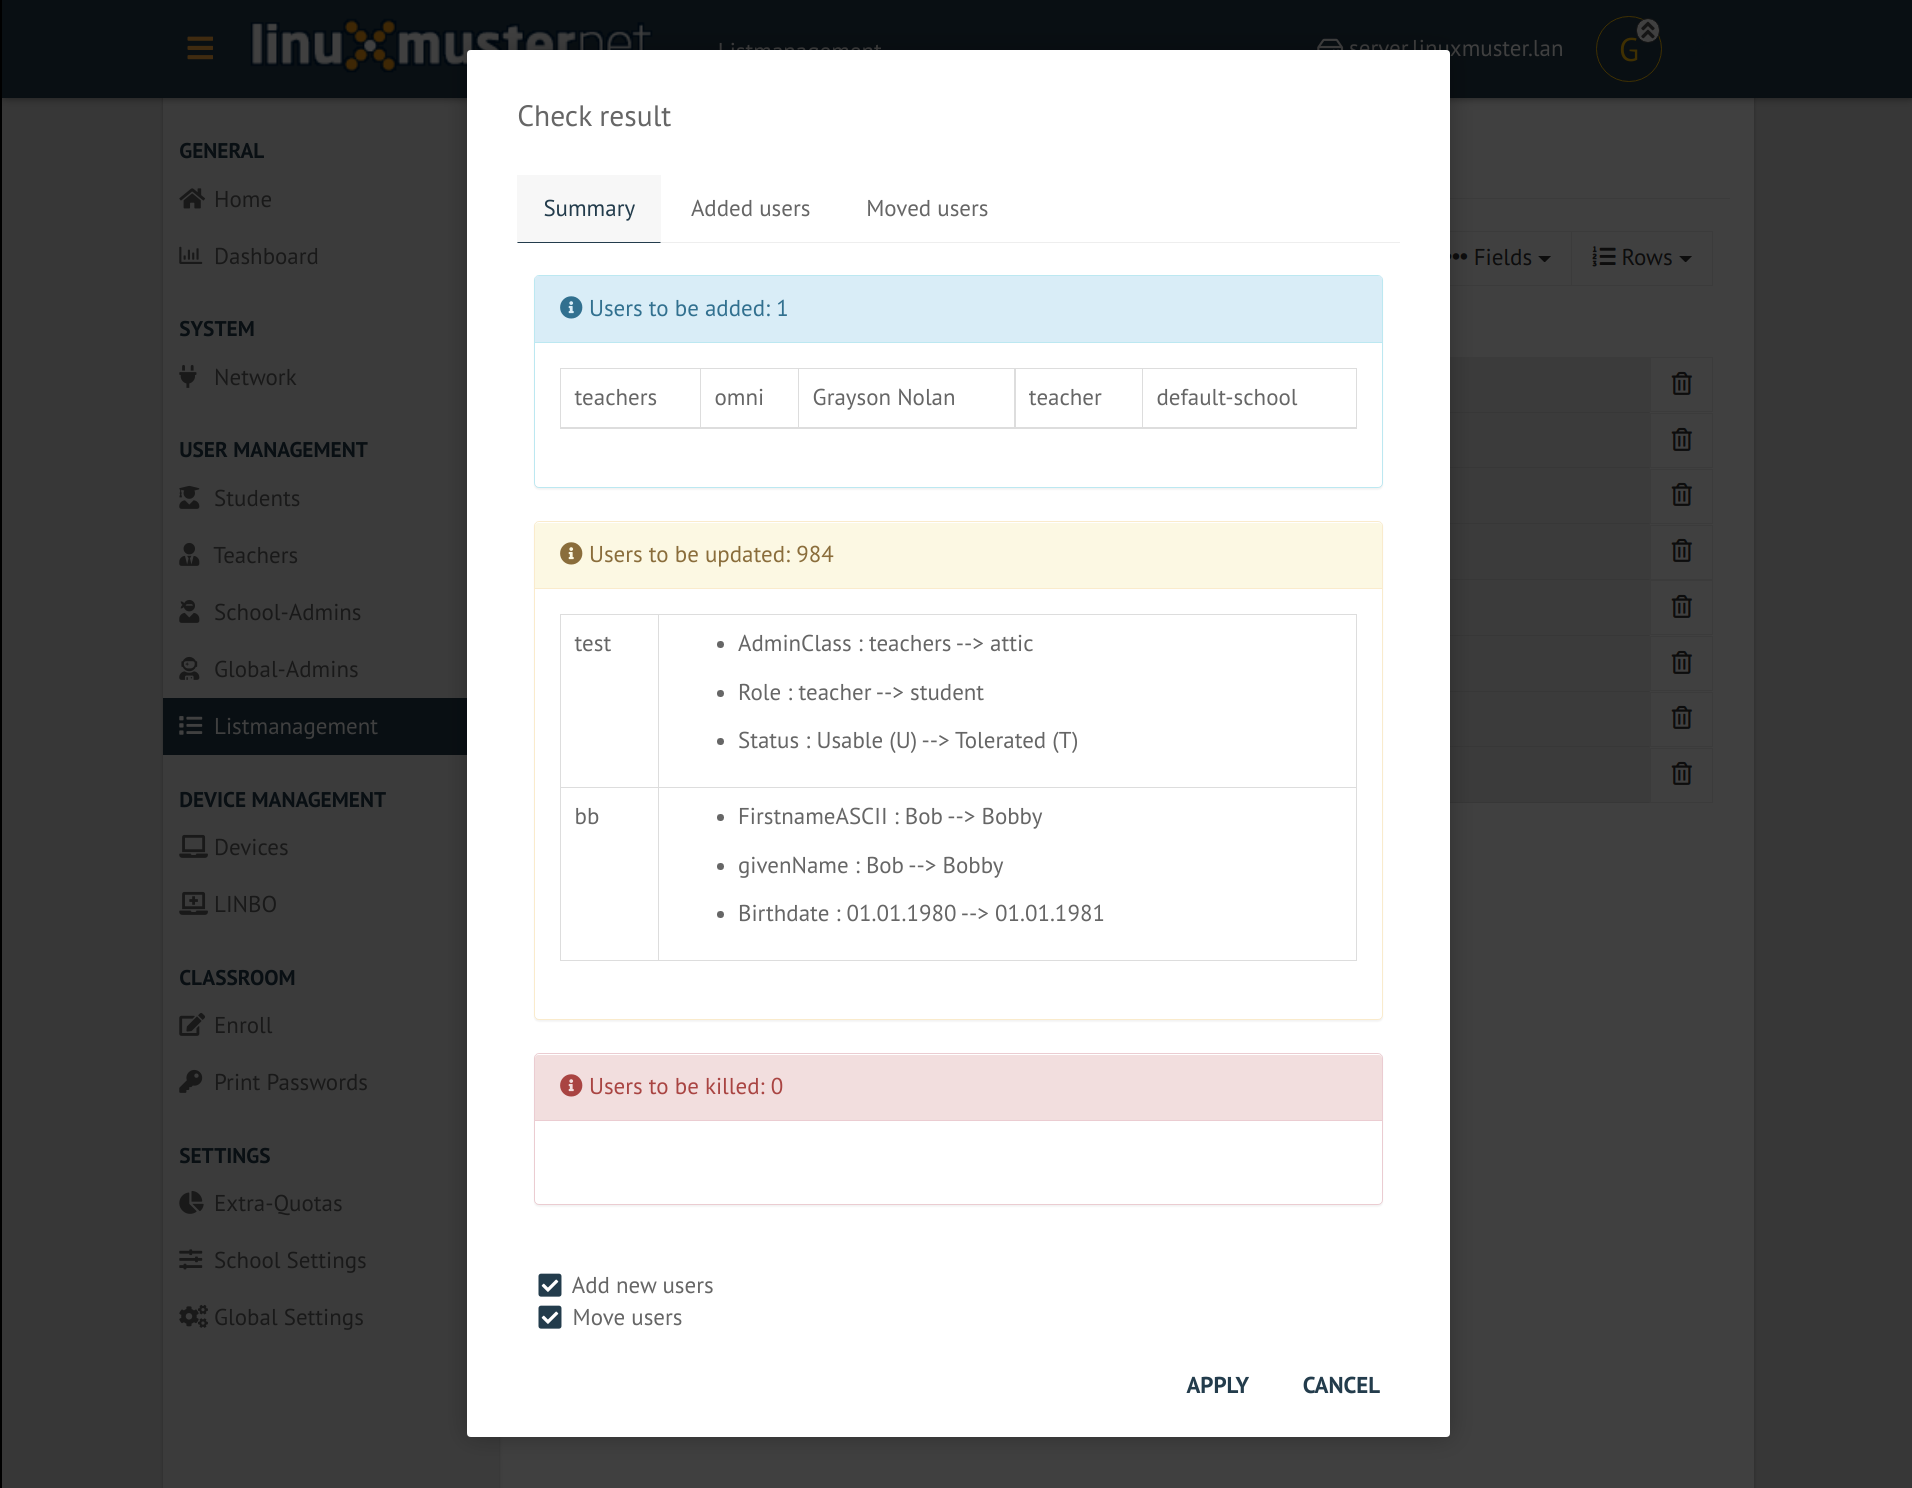 linuxmusternet
Listmanagement
server.linuxmuster.lan
G
GENERAL
Home
Dashboard
SYSTEM
Network
USER MANAGEMENT
Students
Teachers
School-Admins
Global-Admins
Listmanagement
DEVICE MANAGEMENT
Devices
LINBO
CLASSROOM
Enroll
Print Passwords
SETTINGS
Extra-Quotas
School Settings
Global Settings
Fields
Rows
Check result
Summary Added users Moved users
Users to be added: 1
teachers omni Grayson Nolan teacher default-school
Users to be updated: 984
test
• AdminClass : teachers --> attic
• Role : teacher --> student
• Status : Usable (U) --> Tolerated (T)
bb
• FirstnameASCII : Bob --> Bobby
• givenName : Bob --> Bobby
• Birthdate : 01.01.1980 --> 01.01.1981
Users to be killed: 0
Add new users
Move users
APPLY CANCEL